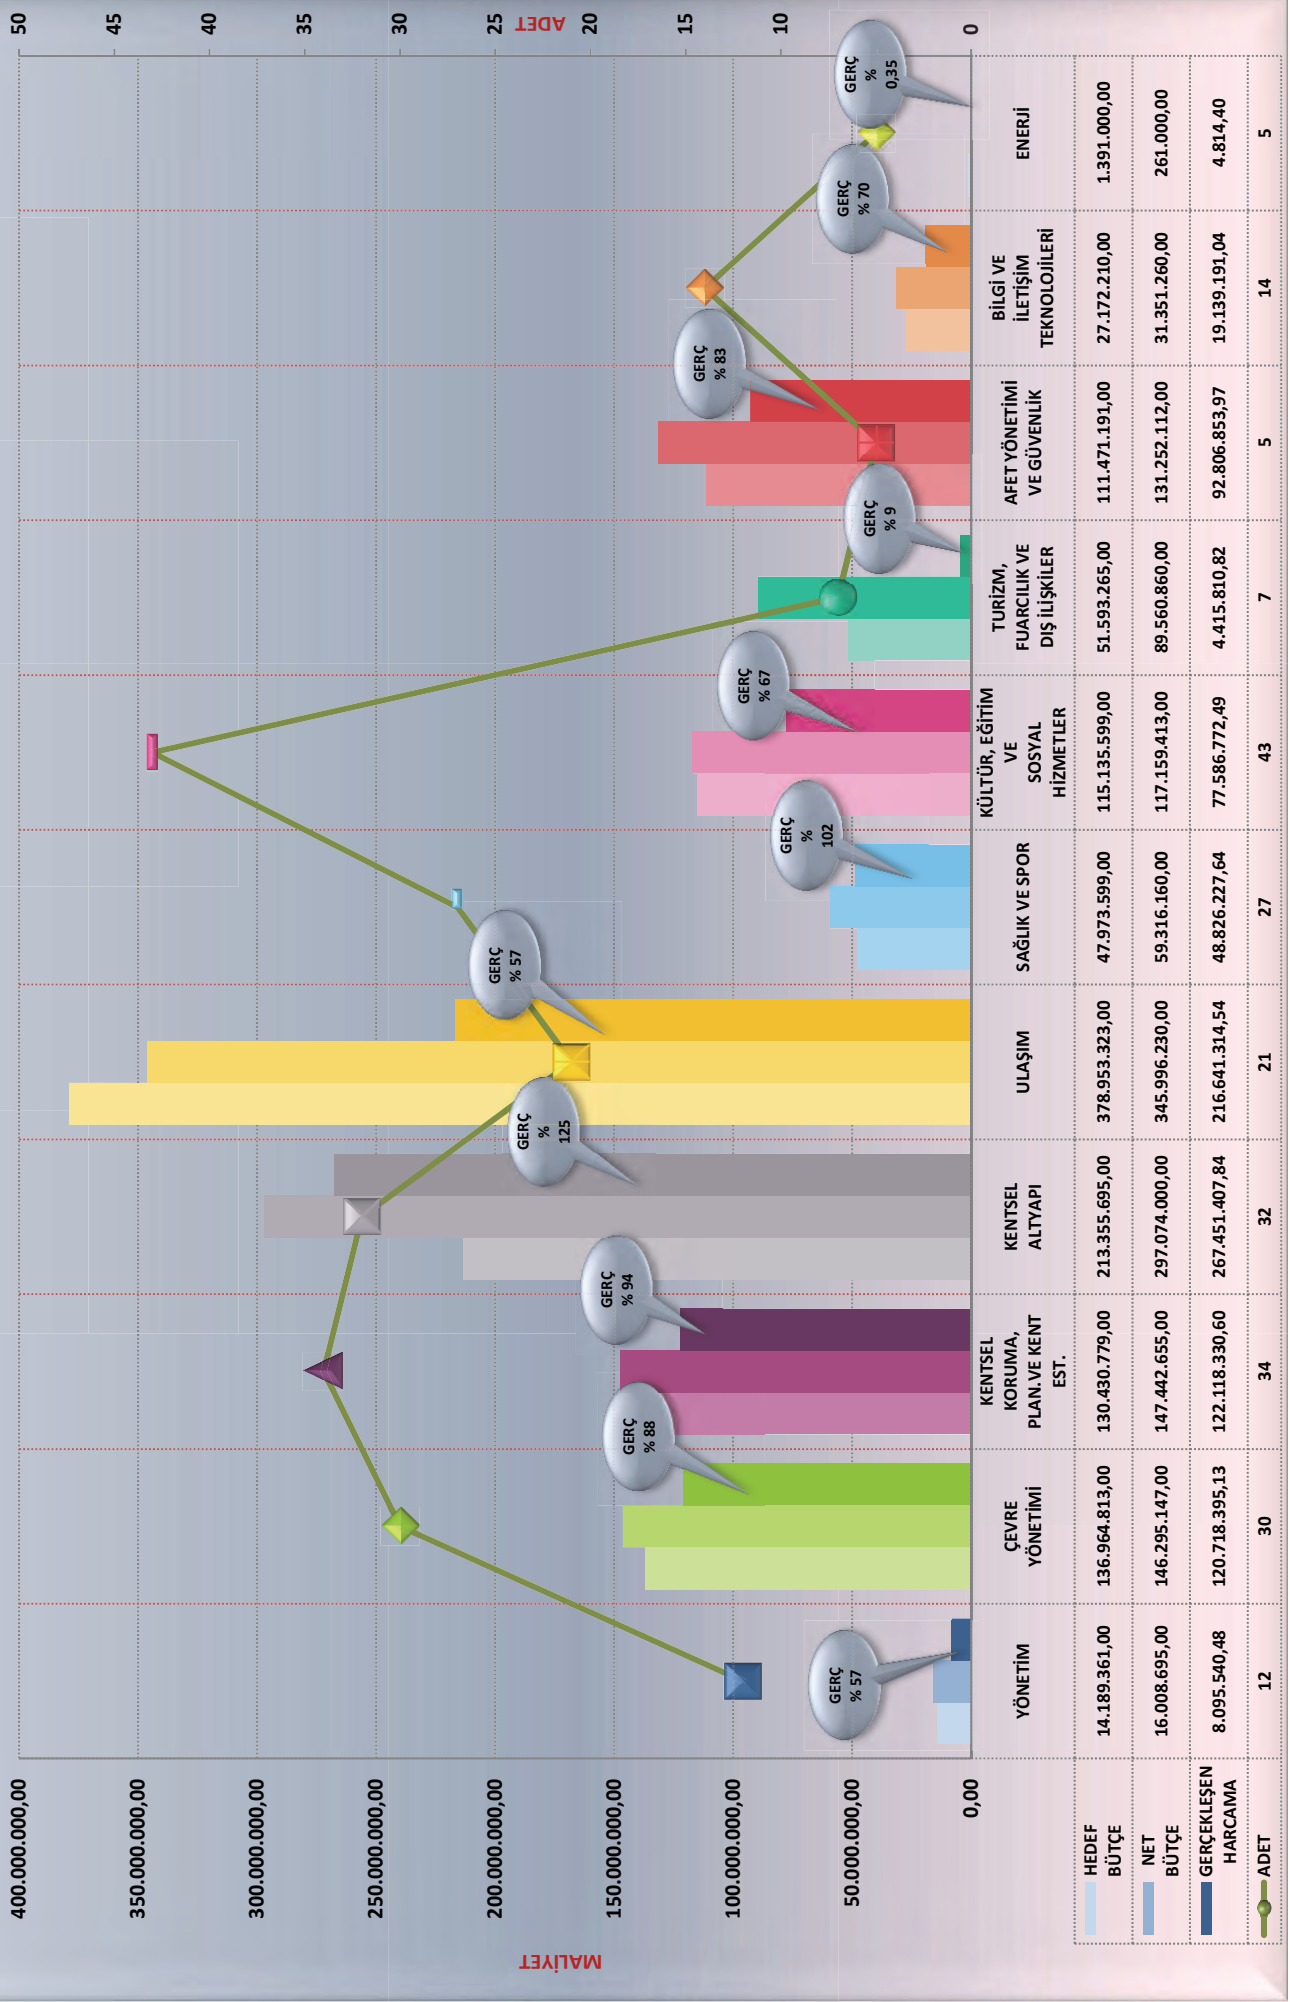 400.000.000,00
350.000.000,00
300.000.000,00
250.000.000,00
200.000.000,00
150.000.000,00
100.000.000,00
50.000.000,00
0,00
MALİYET
50
45
40
35
30
25
20
15
10
0
ADET
GERÇ
% 57
GERÇ
% 88
GERÇ
% 94
GERÇ
%
125
GERÇ
% 57
GERÇ
%
102
GERÇ
% 67
GERÇ
% 9
GERÇ
% 83
GERÇ
% 70
GERÇ
%
0,35
YÖNETİM
ÇEVRE
YÖNETİMİ
KENTSEL
KORUMA,
PLAN.VE KENT
EST.
KENTSEL
ALTYAPI
ULAŞIM
SAĞLIK VE SPOR
KÜLTÜR, EĞİTİM
VE
SOSYAL
HİZMETLER
TURİZM,
FUARCILIK VE
DIŞ İLİŞKİLER
AFET YÖNETİMİ
VE GÜVENLİK
BİLGİ VE
İLETİŞİM
TEKNOLOJİLERİ
ENERJİ
HEDEF
BÜTÇE
14.189.361,00 136.964.813,00 130.430.779,00 213.355.695,00 378.953.323,00 47.973.599,00 115.135.599,00 51.593.265,00 111.471.191,00 27.172.210,00 1.391.000,00
NET
BÜTÇE
16.008.695,00 146.295.147,00 147.442.655,00 297.074.000,00 345.996.230,00 59.316.160,00 117.159.413,00 89.560.860,00 131.252.112,00 31.351.260,00 261.000,00
GERÇEKLEŞEN
HARCAMA
8.095.540,48 120.718.395,13 122.118.330,60 267.451.407,84 216.641.314,54 48.826.227,64 77.586.772,49 4.415.810,82 92.806.853,97 19.139.191,04 4.814,40
ADET 12 30 34 32 21 27 43 7 5 14 5